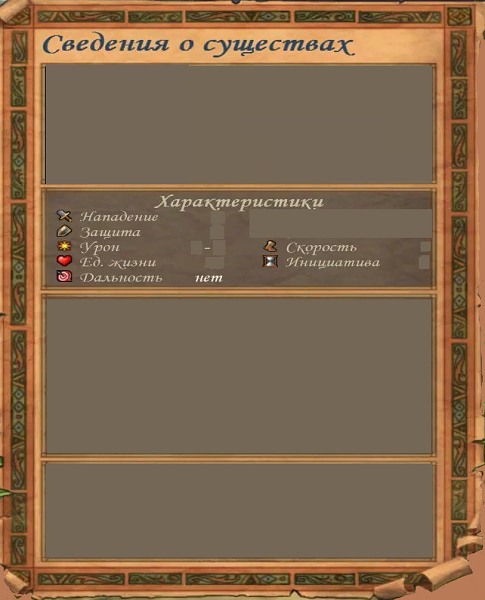 Сведения о существах
Характеристики
Нападение
Защита
Урон - Скорость
Ед. жизни Инициатива
Дальность нет